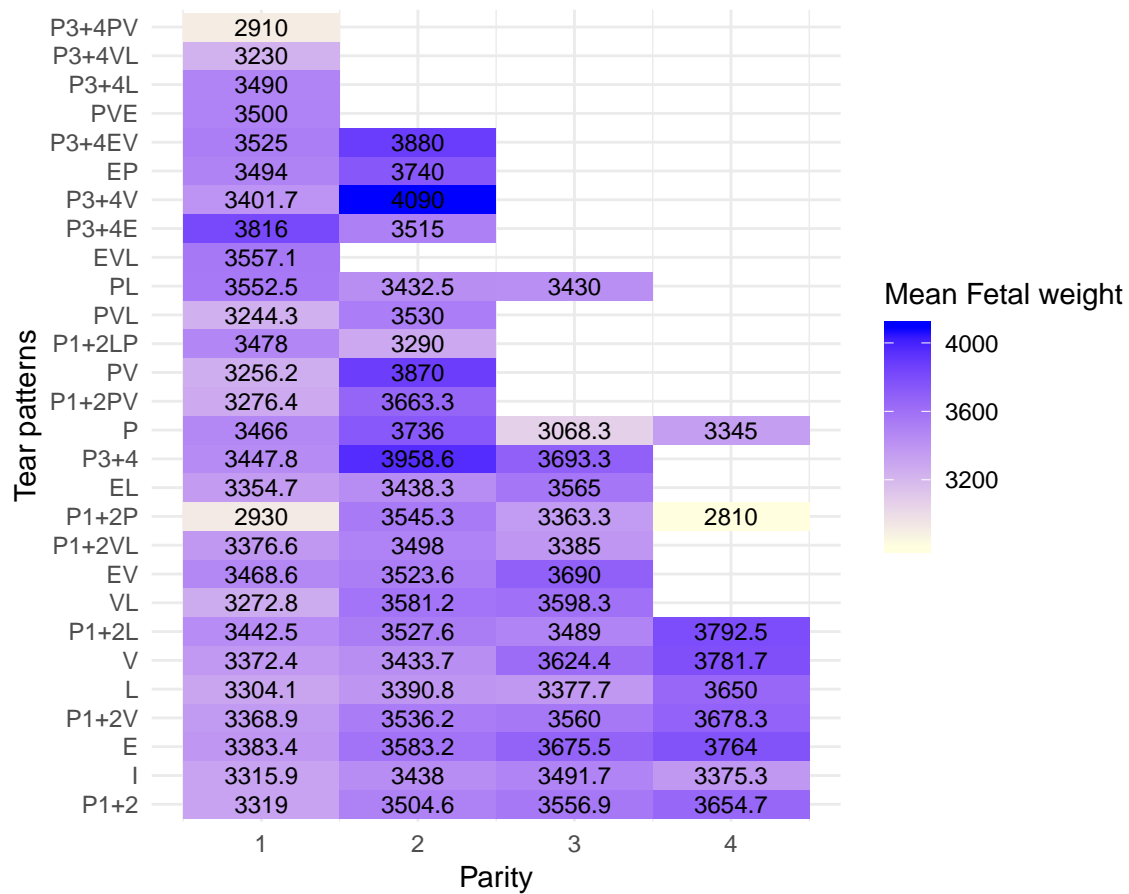 P3+4PV 2910
P3+4VL 3230
P3+4L 3490
PVE 3500
P3+4EV 3525 3880
EP 3494 3740
P3+4V 3401.7 4090
P3+4E 3816 3515
EVL 3557.1
PL 3552.5 3432.5 3430
PVL 3244.3 3530
P1+2LP 3478 3290
PV 3256.2 3870
P1+2PV 3276.4 3663.3
P 3466 3736 3068.3 3345
P3+4 3447.8 3958.6 3693.3
EL 3354.7 3438.3 3565
P1+2P 2930 3545.3 3363.3 2810
P1+2VL 3376.6 3498 3385
EV 3468.6 3523.6 3690
VL 3272.8 3581.2 3598.3
P1+2L 3442.5 3527.6 3489 3792.5
V 3372.4 3433.7 3624.4 3781.7
L 3304.1 3390.8 3377.7 3650
P1+2V 3368.9 3536.2 3560 3678.3
E 3383.4 3583.2 3675.5 3764
I 3315.9 3438 3491.7 3375.3
P1+2 3319 3504.6 3556.9 3654.7
1 2 3 4
Parity
Tear patterns
Mean Fetal weight
4000
3600
3200